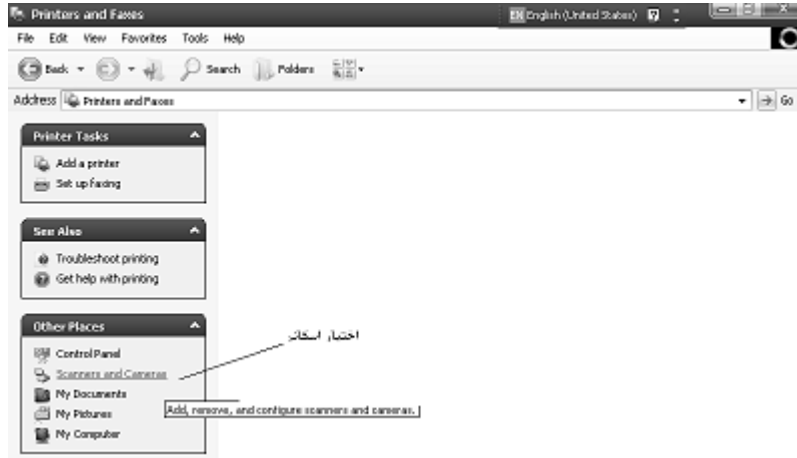 Printers and Faxes
EN English (United States)
File Edit View Favorites Tools Help
Back Search Folders
Address Printers and Faxes Go
Printer Tasks
Add a printer
Set up faxing
See Also
Troubleshoot printing
Get help with printing
Other Places
اختيار اسكانر
Control Panel
Scanners and Cameras
My Documents
Add, remove, and configure scanners and cameras.
My Pictures
My Computer